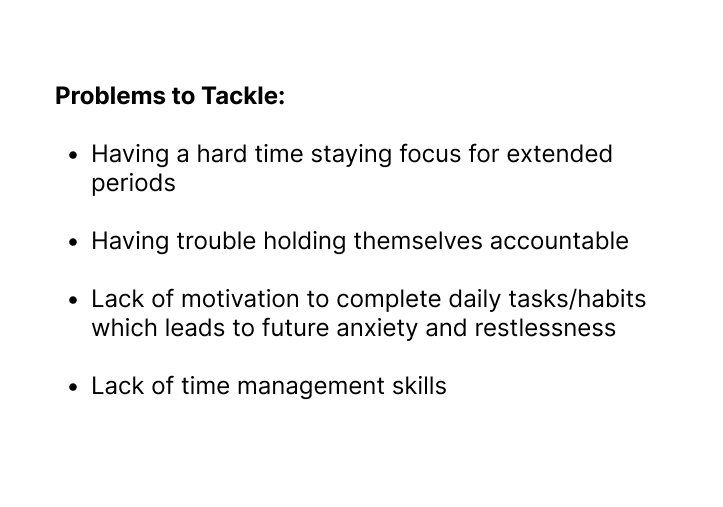 Problems to Tackle:
• Having a hard time staying focus for extended
periods
• Having trouble holding themselves accountable
• Lack of motivation to complete daily tasks/habits
which leads to future anxiety and restlessness
• Lack of time management skills